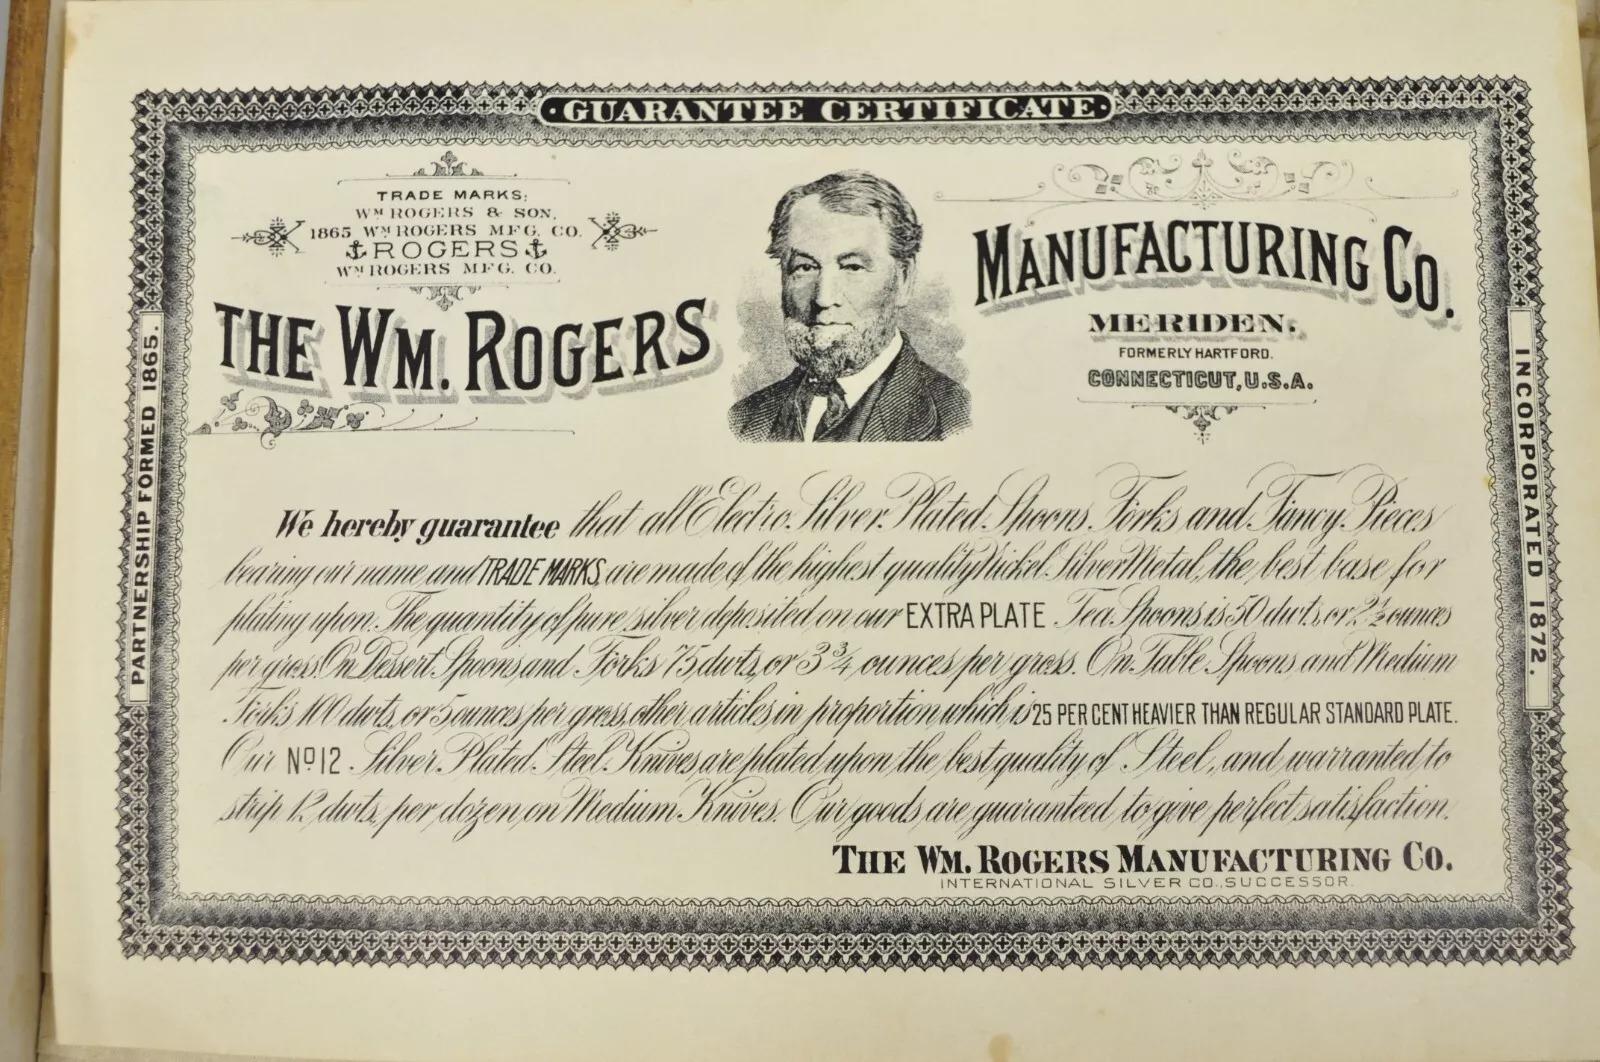 GUARANTEE CERTIFICATE
TRADE MARKS:
WM ROGERS & SON.
1865 WM ROGERS MFG. CO.
ROGERS
WM ROGERS MFG. CO.
THE WM. ROGERS
MANUFACTURING CO.
MERIDEN.
FORMERLY HARTFORD.
CONNECTICUT, U.S.A.
PARTNERSHIP FORMED 1865.
INCORPORATED 1872.
We hereby guarantee that all Electro Silver Plated Spoons, Forks and Fancy Pieces
bearing our name and TRADE MARKS, are made of the highest quality Nickel Silver Metal, the best base for
plating upon. The quantity of pure silver deposited on our EXTRA PLATE Tea Spoons is 50 dwts. or 2½ ounces
per gross. On Dessert Spoons and Forks 75 dwts, or 3¾ ounces per gross. On Table Spoons and Medium
Forks 100 dwts, or 5 ounces per gross, other articles in proportion which is 25 PER CENT HEAVIER THAN REGULAR STANDARD PLATE.
Our No 12. Silver Plated Steel Knives, are plated upon the best quality of Steel, and warranted to
strip 12 dwts. per dozen on Medium Knives. Our goods are guaranteed to give perfect satisfaction.
THE WM. ROGERS MANUFACTURING CO.
INTERNATIONAL SILVER CO., SUCCESSOR.